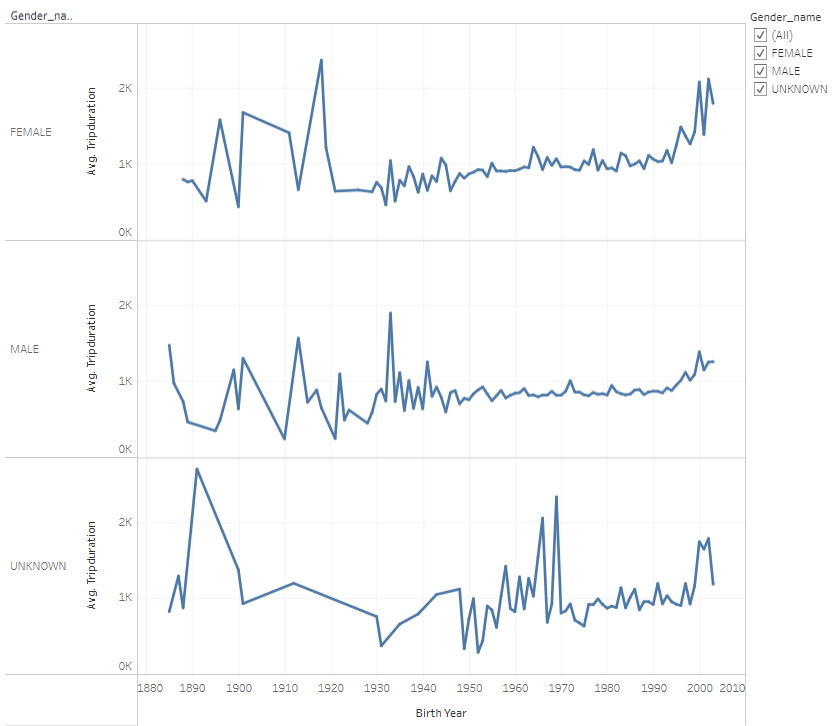 Gender_na..
Gender_name
(All)
FEMALE
MALE
UNKNOWN
FEMALE
Avg. Tripduration
2K
1K
0K
MALE
Avg. Tripduration
2K
1K
0K
UNKNOWN
Avg. Tripduration
2K
1K
0K
1880 1890 1900 1910 1920 1930 1940 1950 1960 1970 1980 1990 2000 2010
Birth Year